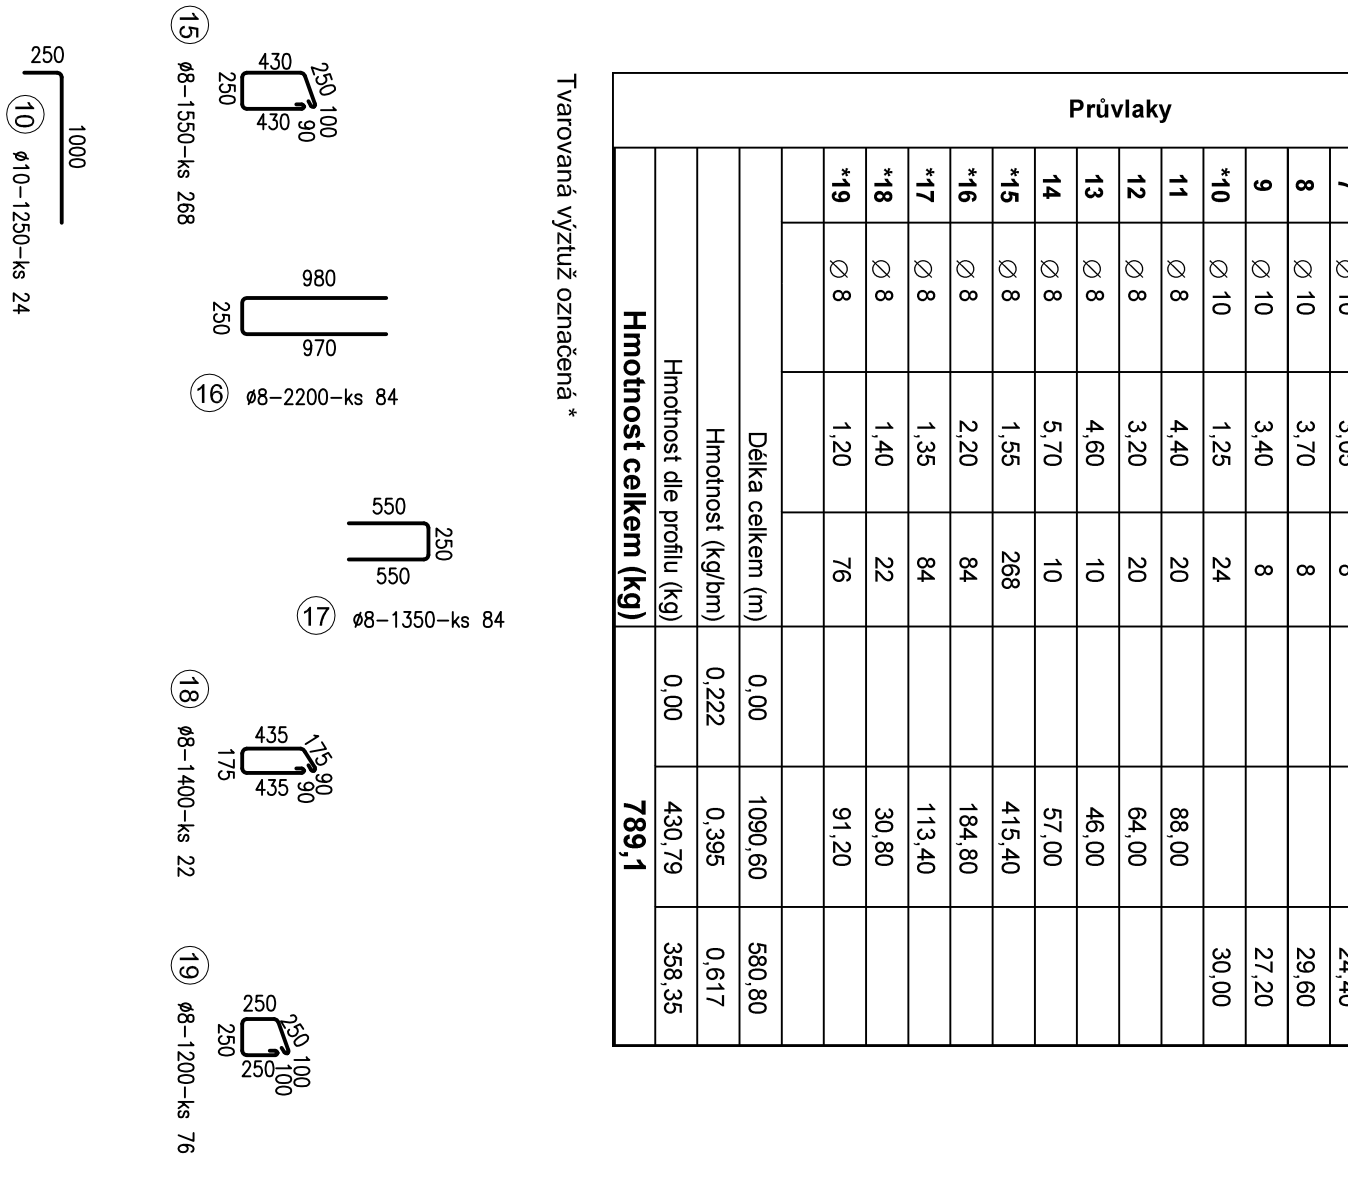 Průvlaky
7 Ø 10 3,05 8 24,40
8 Ø 10 3,70 8 29,60
9 Ø 10 3,40 8 27,20
*10 Ø 10 1,25 24 30,00
11 Ø 8 4,40 20 88,00
12 Ø 8 3,20 20 64,00
13 Ø 8 4,60 10 46,00
14 Ø 8 5,70 10 57,00
*15 Ø 8 1,55 268 415,40
*16 Ø 8 2,20 84 184,80
*17 Ø 8 1,35 84 113,40
*18 Ø 8 1,40 22 30,80
*19 Ø 8 1,20 76 91,20
Délka celkem (m) 0,00 1090,60 580,80
Hmotnost (kg/bm) 0,222 0,395 0,617
Hmotnost dle profilu (kg) 0,00 430,79 358,35
Hmotnost celkem (kg) 789,1
Tvarovaná výztuž označená *
250
1000
10 ø10-1250-ks 24
430
250
250
100
430
90
15 ø8-1550-ks 268
980
250
970
16 ø8-2200-ks 84
550
250
550
17 ø8-1350-ks 84
435
175
175
90
435
90
18 ø8-1400-ks 22
250
250
250
100
250
100
19 ø8-1200-ks 76